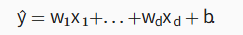 ŷ = w₁x₁+...+w_dx_d + b.